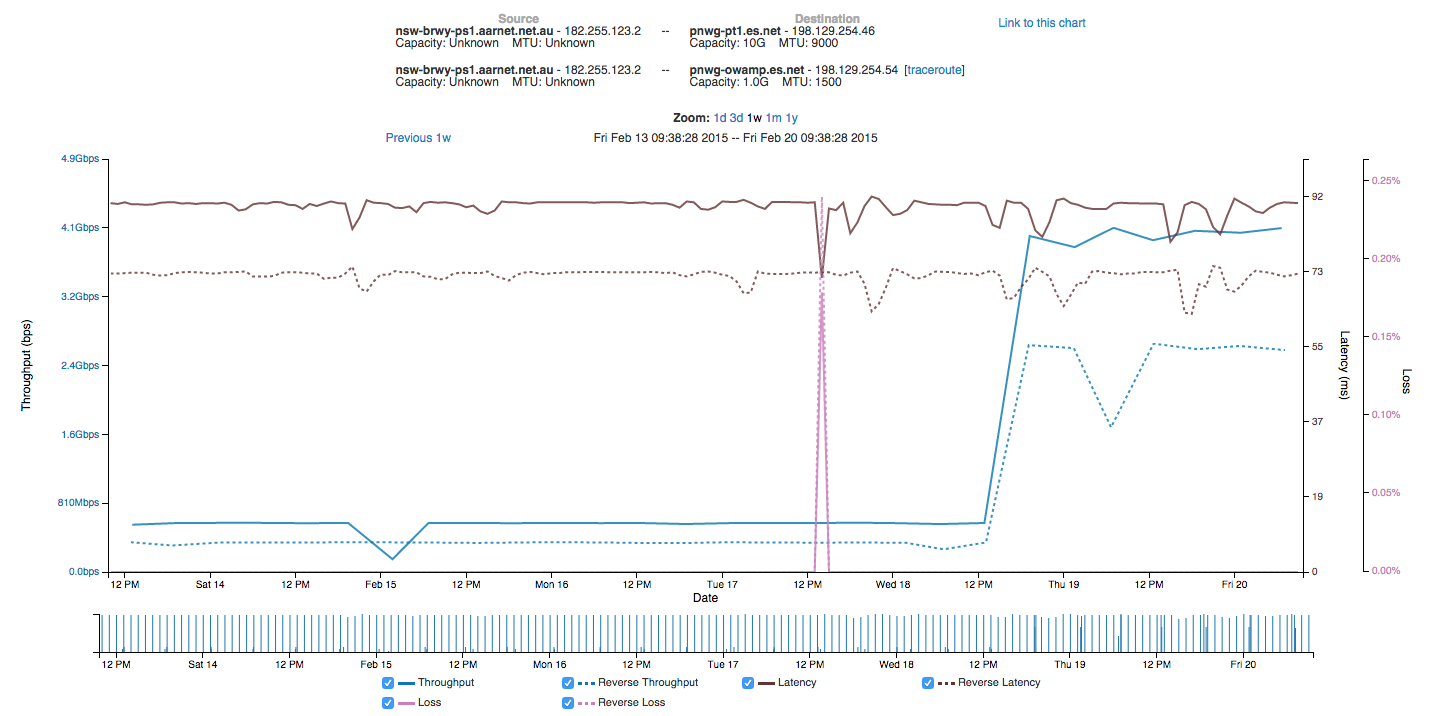 Source Destination Link to this chart
nsw-brwy-ps1.aarnet.net.au - 182.255.123.2 -- pnwg-pt1.es.net - 198.129.254.46
Capacity: Unknown MTU: Unknown Capacity: 10G MTU: 9000
nsw-brwy-ps1.aarnet.net.au - 182.255.123.2 -- pnwg-owamp.es.net - 198.129.254.54 [traceroute]
Capacity: Unknown MTU: Unknown Capacity: 1.0G MTU: 1500
Zoom: 1d 3d 1w 1m 1y
Previous 1w Fri Feb 13 09:38:28 2015 -- Fri Feb 20 09:38:28 2015
4.9Gbps
4.1Gbps
3.2Gbps
2.4Gbps
1.6Gbps
810Mbps
0.0bps
Throughput (bps)
92
73
55
37
19
0
Latency (ms)
0.25%
0.20%
0.15%
0.10%
0.05%
0.00%
Loss
12 PM Sat 14 12 PM Feb 15 12 PM Mon 16 12 PM Tue 17 12 PM Wed 18 12 PM Thu 19 12 PM Fri 20
Date
12 PM Sat 14 12 PM Feb 15 12 PM Mon 16 12 PM Tue 17 12 PM Wed 18 12 PM Thu 19 12 PM Fri 20
Throughput Reverse Throughput Latency Reverse Latency
Loss Reverse Loss